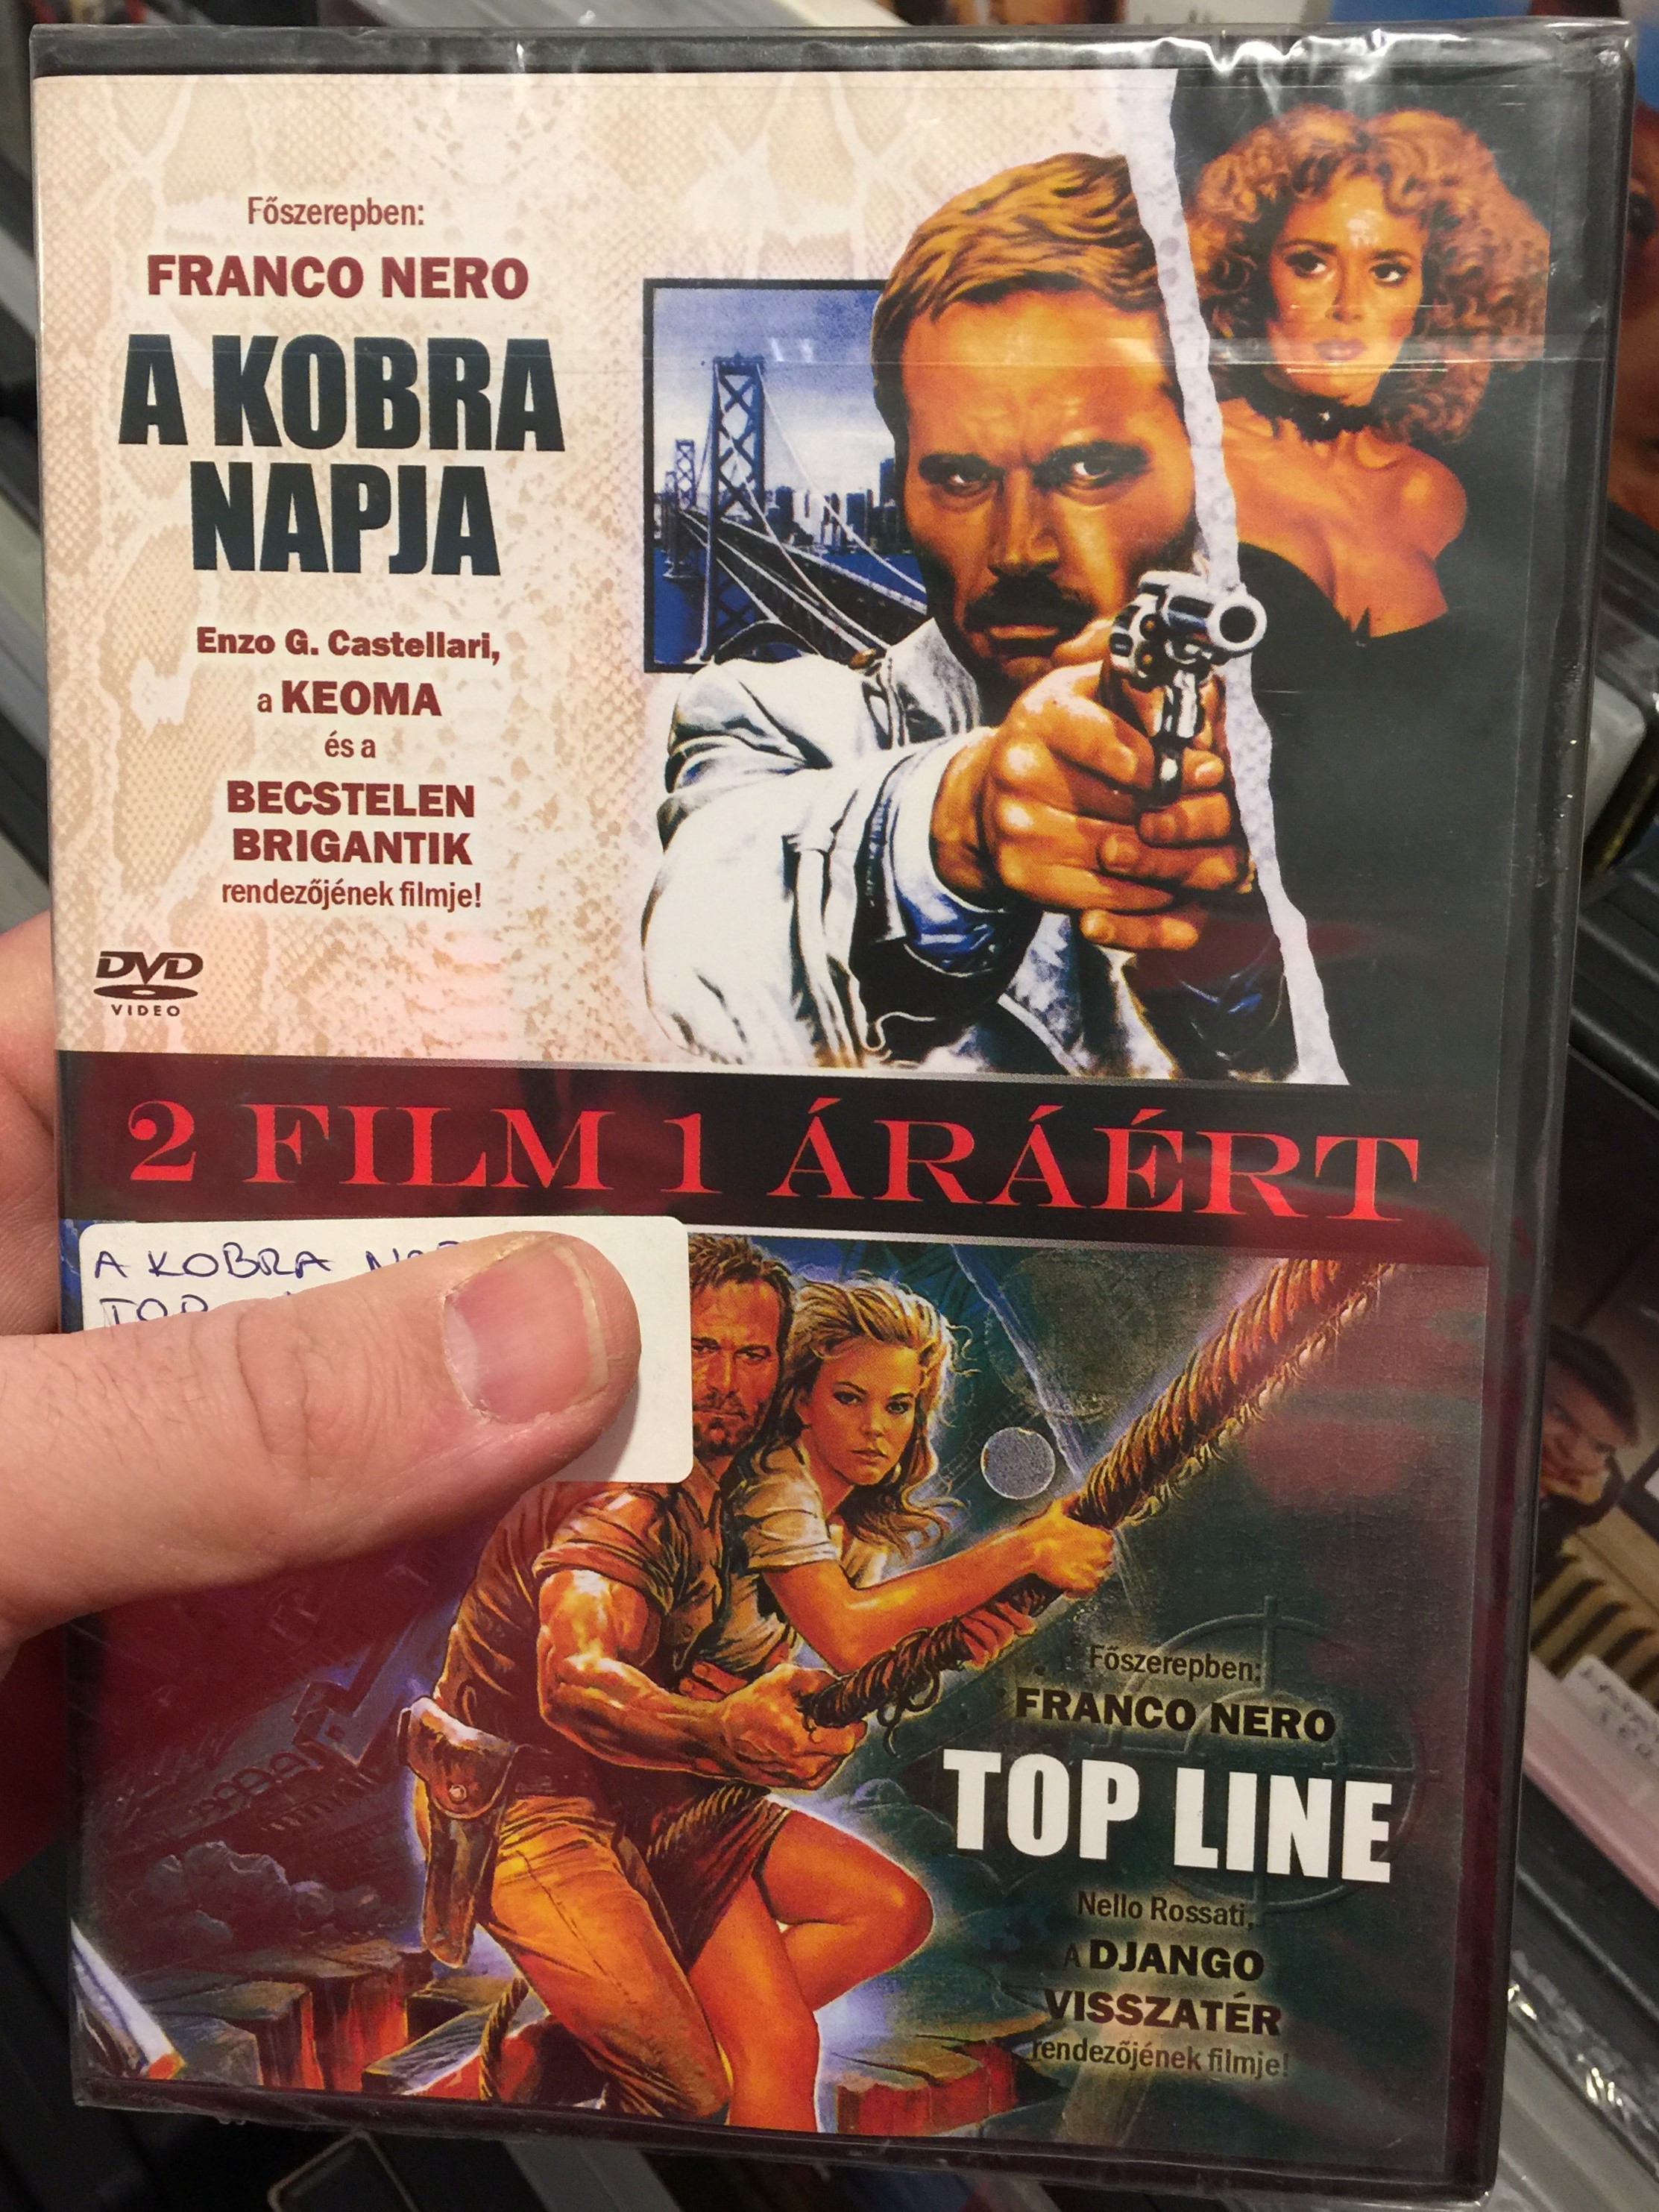 Főszerepben:
FRANCO NERO
A KOBRA
NAPJA
Enzo G. Castellari,
a KEOMA
és a
BECSTELEN
BRIGANTIK
rendezőjének filmje!
DVD
VIDEO
2 FILM 1 ÁRÁÉRT
A KOBRA
TOP
Főszerepben:
FRANCO NERO
TOP LINE
Nello Rossati,
A DJANGO
VISSZATÉR
rendezőjének filmje!